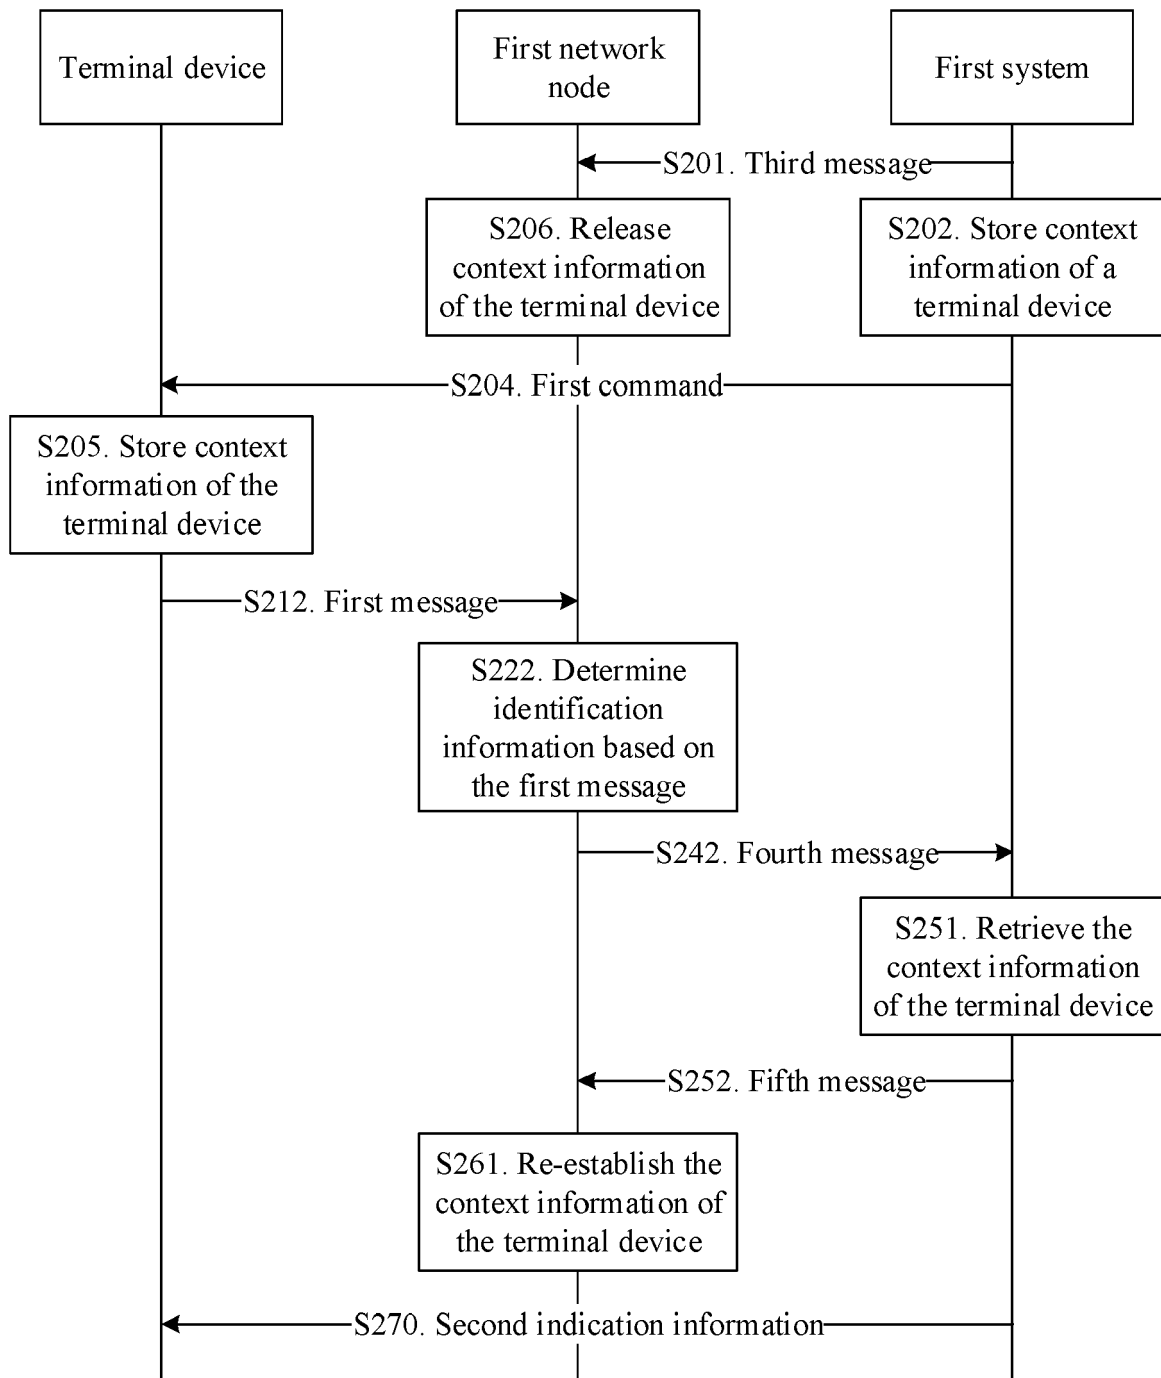 Terminal device
First network
node
First system
S201. Third message
S206. Release
context information
of the terminal device
S202. Store context
information of a
terminal device
S204. First command
S205. Store context
information of the
terminal device
S212. First message
S222. Determine
identification
information based on
the first message
S242. Fourth message
S251. Retrieve the
context information
of the terminal device
S252. Fifth message
S261. Re-establish the
context information of
the terminal device
S270. Second indication information